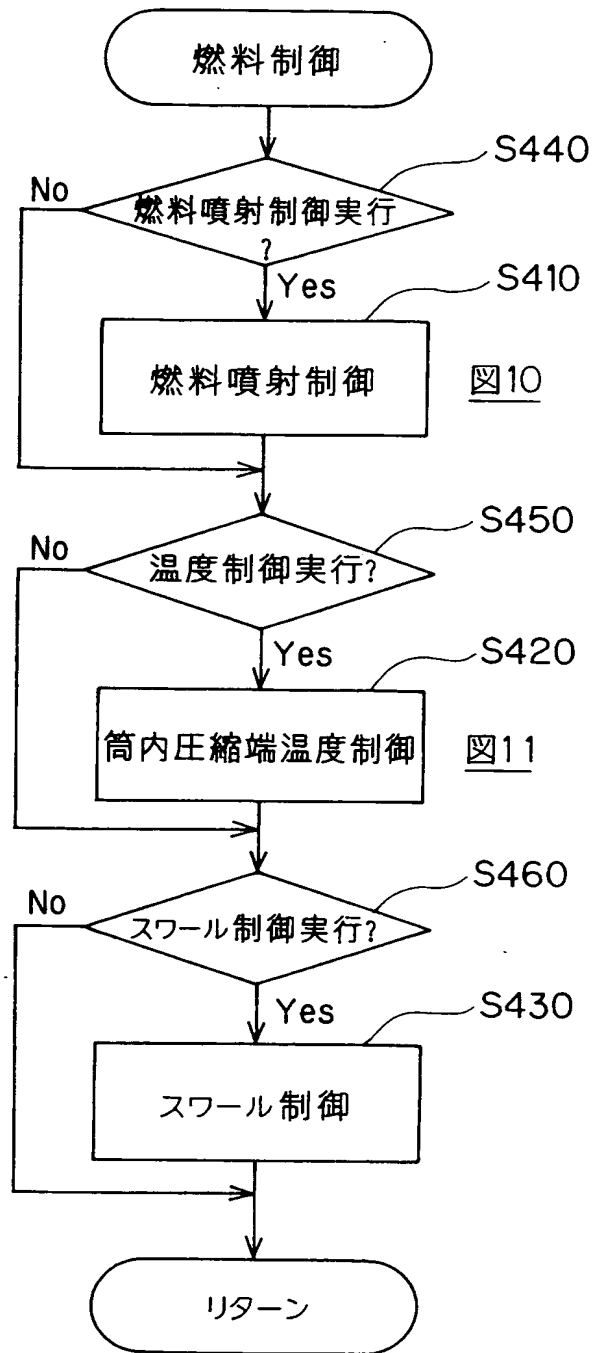 燃料制御
S440
No
燃料噴射制御実行
?
Yes
S410
燃料噴射制御
図10
S450
No
温度制御実行?
Yes
S420
筒内圧縮端温度制御
図11
S460
No
スワール制御実行?
Yes
S430
スワール制御
リターン